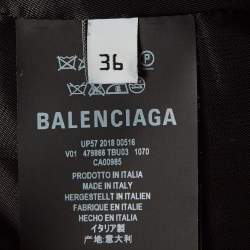 36
BALENCIAGA
UP57 2018 00516
V01 479866 TBU03 1070
CA00985
PRODOTTO IN ITALIA
MADE IN ITALY
HERGESTELLT IN ITALIEN
FABRIQUE EN ITALIE
HECHO EN ITALIA
イタリア製
产地:意大利